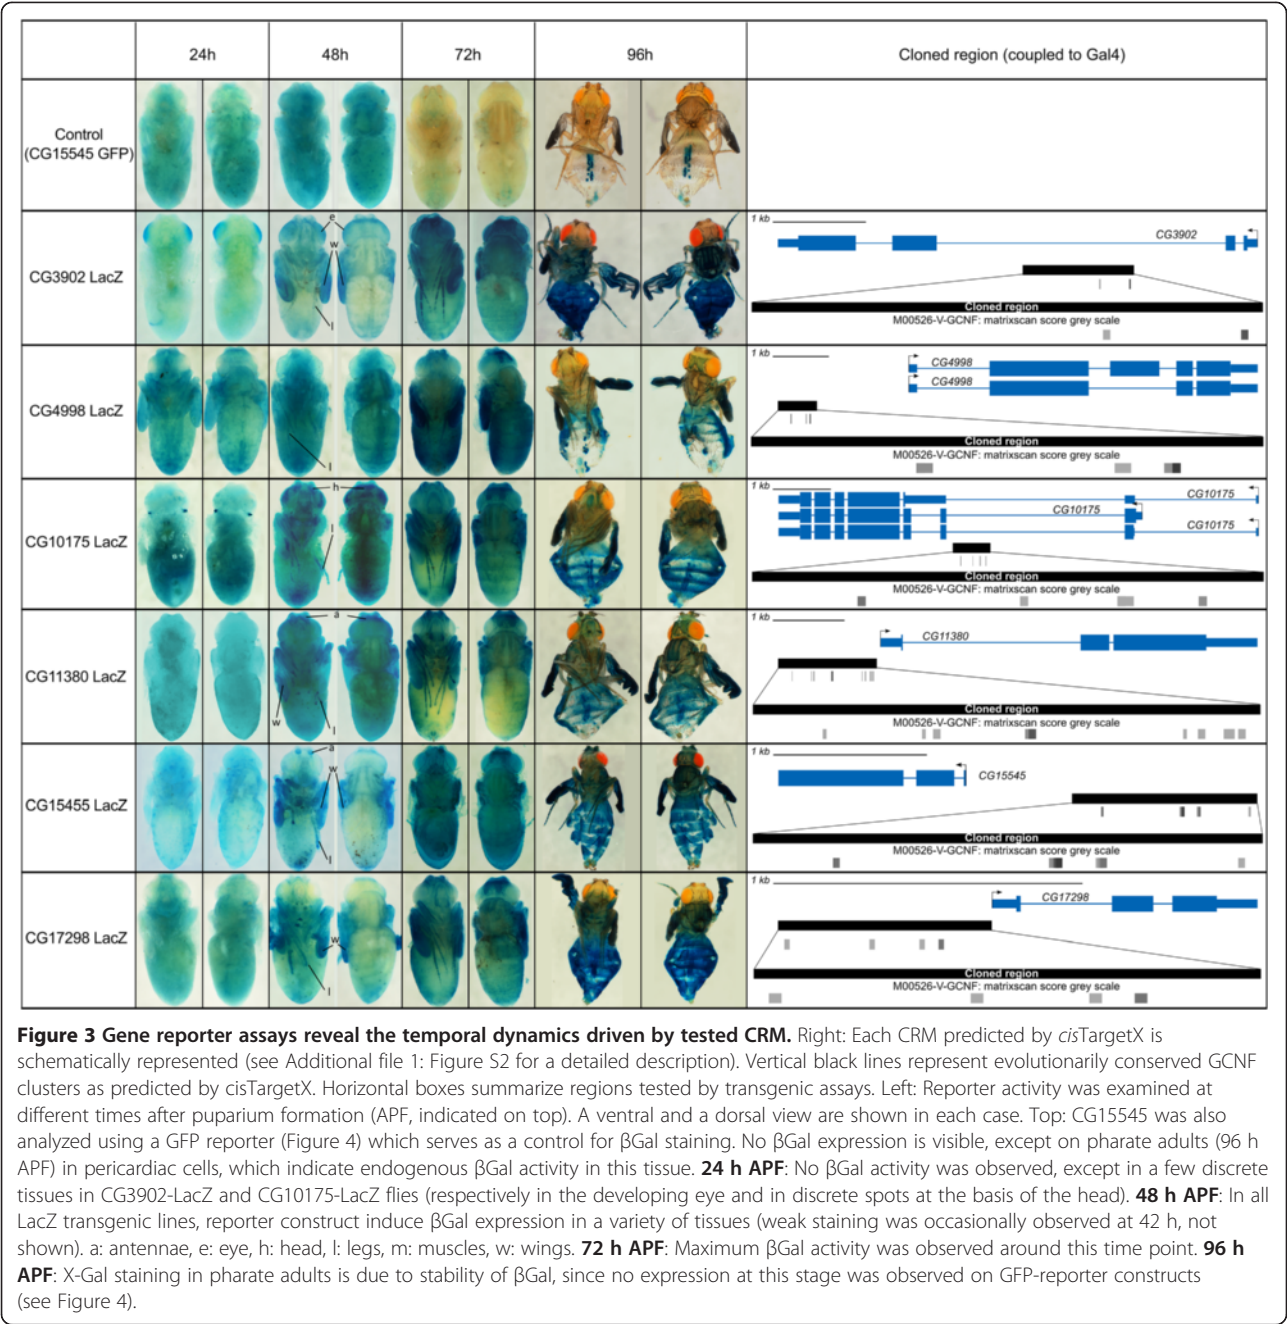 24h 48h 72h 96h Cloned region (coupled to Gal4)
Control
(CG15545 GFP)
CG3902 LacZ
e
w
l
1 kb
CG3902
Cloned region
M00526-V-GCNF: matrixscan score grey scale
CG4998 LacZ
l
1 kb
CG4998
CG4998
Cloned region
M00526-V-GCNF: matrixscan score grey scale
CG10175 LacZ
h
l
1 kb
CG10175
CG10175
CG10175
Cloned region
M00526-V-GCNF: matrixscan score grey scale
CG11380 LacZ
a
w
l
1 kb
CG11380
Cloned region
M00526-V-GCNF: matrixscan score grey scale
CG15455 LacZ
a
w
l
1 kb
CG15545
Cloned region
M00526-V-GCNF: matrixscan score grey scale
CG17298 LacZ
w
l
1 kb
CG17298
Cloned region
M00526-V-GCNF: matrixscan score grey scale
Figure 3 Gene reporter assays reveal the temporal dynamics driven by tested CRM. Right: Each CRM predicted by cisTargetX is
schematically represented (see Additional file 1: Figure S2 for a detailed description). Vertical black lines represent evolutionarily conserved GCNF
clusters as predicted by cisTargetX. Horizontal boxes summarize regions tested by transgenic assays. Left: Reporter activity was examined at
different times after puparium formation (APF, indicated on top). A ventral and a dorsal view are shown in each case. Top: CG15545 was also
analyzed using a GFP reporter (Figure 4) which serves as a control for βGal staining. No βGal expression is visible, except on pharate adults (96 h
APF) in pericardiac cells, which indicate endogenous βGal activity in this tissue. 24 h APF: No βGal activity was observed, except in a few discrete
tissues in CG3902-LacZ and CG10175-LacZ flies (respectively in the developing eye and in discrete spots at the basis of the head). 48 h APF: In all
LacZ transgenic lines, reporter construct induce βGal expression in a variety of tissues (weak staining was occasionally observed at 42 h, not
shown). a: antennae, e: eye, h: head, l: legs, m: muscles, w: wings. 72 h APF: Maximum βGal activity was observed around this time point. 96 h
APF: X-Gal staining in pharate adults is due to stability of βGal, since no expression at this stage was observed on GFP-reporter constructs
(see Figure 4).